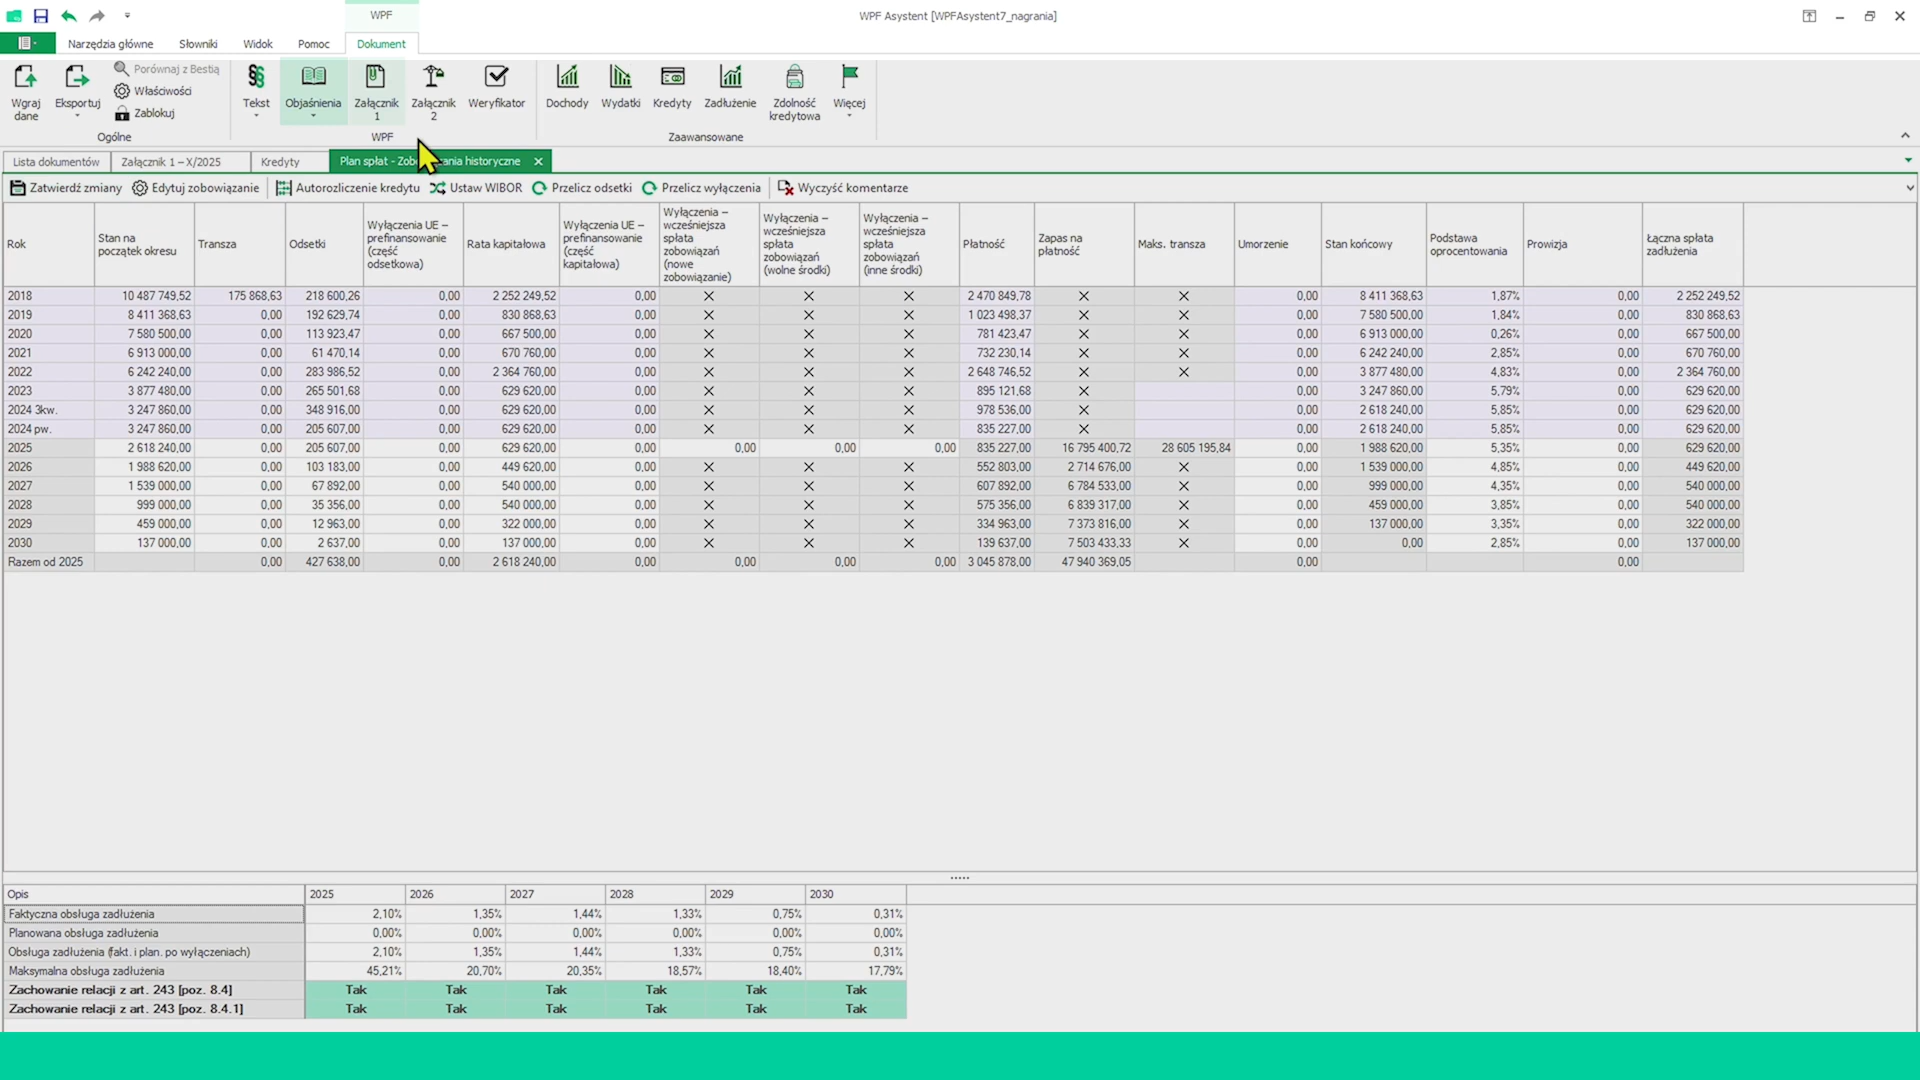 WPF
WPF Asystent [WPFAsystent7_nagrania]
Narzędzia główne Słowniki Widok Pomoc Dokument
Wgraj dane
Eksportuj
Porównaj z Bestią
Właściwości
Zablokuj
Ogólne
Tekst
Objaśnienia
Załącznik 1
Załącznik 2
Weryfikator
WPF
Dochody
Wydatki
Kredyty
Zadłużenie
Zdolność kredytowa
Więcej
Zaawansowane
Lista dokumentów Załącznik 1 – X/2025 Kredyty Plan spłat - Zobo ania historyczne
Zatwierdź zmiany Edytuj zobowiązanie Autorozliczenie kredytu Ustaw WIBOR Przelicz odsetki Przelicz wyłączenia Wyczyść komentarze
Rok
Stan na początek okresu
Transza
Odsetki
Wyłączenia UE – prefinansowanie (część odsetkowa)
Rata kapitałowa
Wyłączenia UE – prefinansowanie (część kapitałowa)
Wyłączenia – wcześniejsza spłata zobowiązań (nowe zobowiązanie)
Wyłączenia – wcześniejsza spłata zobowiązań (wolne środki)
Wyłączenia – wcześniejsza spłata zobowiązań (inne środki)
Płatność
Zapas na płatność
Maks. transza
Umorzenie
Stan końcowy
Podstawa oprocentowania
Prowizja
Łączna spłata zadłużenia
2018 10 487 749,52 175 868,63 218 600,26 0,00 2 252 249,52 0,00 2 470 849,78 0,00 8 411 368,63 1,87% 0,00 2 252 249,52
2019 8 411 368,63 0,00 192 629,74 0,00 830 868,63 0,00 1 023 498,37 0,00 7 580 500,00 1,84% 0,00 830 868,63
2020 7 580 500,00 0,00 113 923,47 0,00 667 500,00 0,00 781 423,47 0,00 6 913 000,00 0,26% 0,00 667 500,00
2021 6 913 000,00 0,00 61 470,14 0,00 670 760,00 0,00 732 230,14 0,00 6 242 240,00 2,85% 0,00 670 760,00
2022 6 242 240,00 0,00 283 986,52 0,00 2 364 760,00 0,00 2 648 746,52 0,00 3 877 480,00 4,83% 0,00 2 364 760,00
2023 3 877 480,00 0,00 265 501,68 0,00 629 620,00 0,00 895 121,68 0,00 3 247 860,00 5,79% 0,00 629 620,00
2024 3kw. 3 247 860,00 0,00 348 916,00 0,00 629 620,00 0,00 978 536,00 0,00 2 618 240,00 5,85% 0,00 629 620,00
2024 pw. 3 247 860,00 0,00 205 607,00 0,00 629 620,00 0,00 835 227,00 0,00 2 618 240,00 5,85% 0,00 629 620,00
2025 2 618 240,00 0,00 205 607,00 0,00 629 620,00 0,00 0,00 0,00 0,00 835 227,00 16 795 400,72 28 605 195,84 0,00 1 988 620,00 5,35% 0,00 629 620,00
2026 1 988 620,00 0,00 103 183,00 0,00 449 620,00 0,00 552 803,00 2 714 676,00 0,00 1 539 000,00 4,85% 0,00 449 620,00
2027 1 539 000,00 0,00 67 892,00 0,00 540 000,00 0,00 607 892,00 6 784 533,00 0,00 999 000,00 4,35% 0,00 540 000,00
2028 999 000,00 0,00 35 356,00 0,00 540 000,00 0,00 575 356,00 6 839 317,00 0,00 459 000,00 3,85% 0,00 540 000,00
2029 459 000,00 0,00 12 963,00 0,00 322 000,00 0,00 334 963,00 7 373 816,00 0,00 137 000,00 3,35% 0,00 322 000,00
2030 137 000,00 0,00 2 637,00 0,00 137 000,00 0,00 139 637,00 7 503 433,33 0,00 0,00 2,85% 0,00 137 000,00
Razem od 2025 0,00 427 638,00 0,00 2 618 240,00 0,00 0,00 0,00 0,00 3 045 878,00 47 940 369,05 0,00 0,00
Opis 2025 2026 2027 2028 2029 2030
Faktyczna obsługa zadłużenia 2,10% 1,35% 1,44% 1,33% 0,75% 0,31%
Planowana obsługa zadłużenia 0,00% 0,00% 0,00% 0,00% 0,00% 0,00%
Obsługa zadłużenia (fakt. i plan. po wyłączeniach) 2,10% 1,35% 1,44% 1,33% 0,75% 0,31%
Maksymalna obsługa zadłużenia 45,21% 20,70% 20,35% 18,57% 18,40% 17,79%
Zachowanie relacji z art. 243 [poz. 8.4] Tak Tak Tak Tak Tak Tak
Zachowanie relacji z art. 243 [poz. 8.4.1] Tak Tak Tak Tak Tak Tak